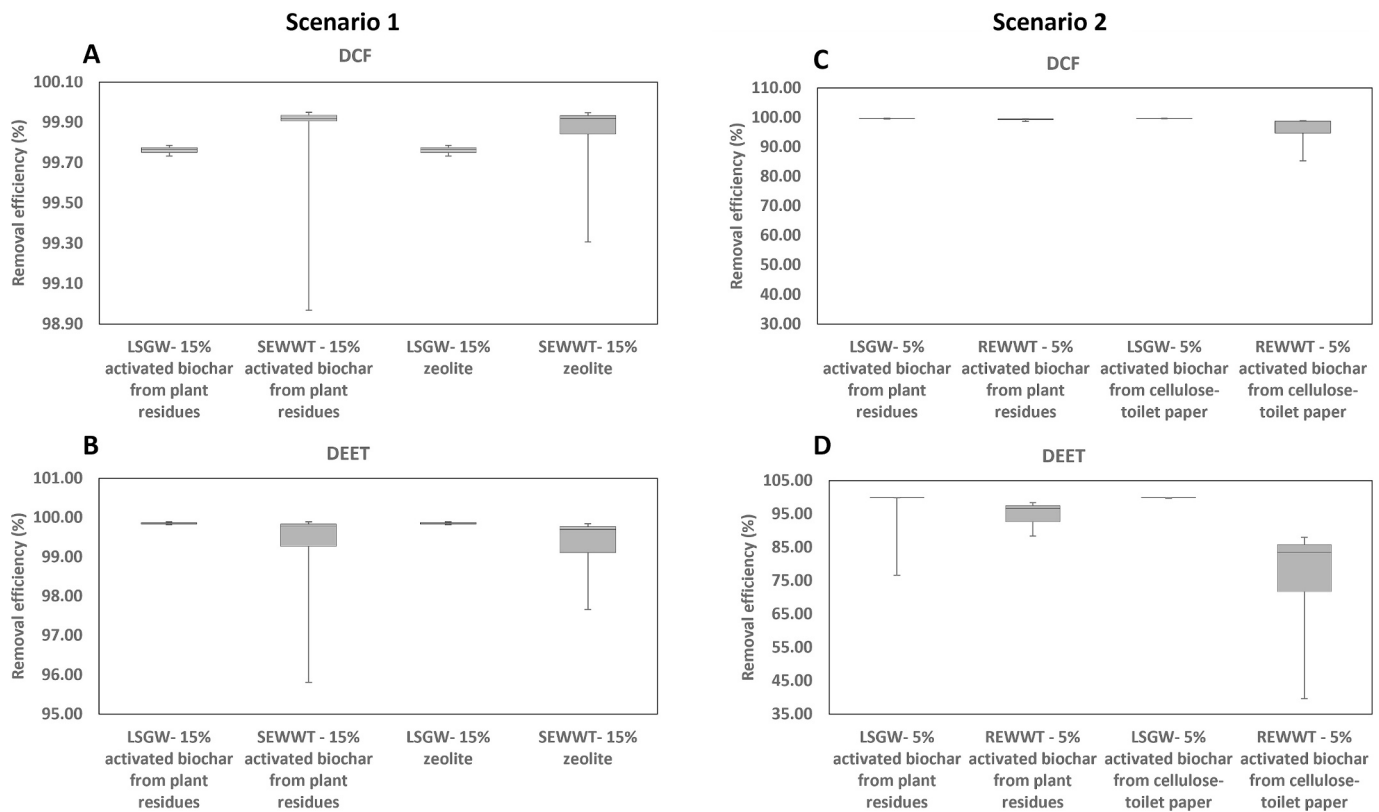 Scenario 1
A
DCF
Removal efficiency (%)
100.10
99.90
99.70
99.50
99.30
99.10
98.90
LSGW- 15%
activated biochar
from plant
residues
SEWWT - 15%
activated biochar
from plant
residues
LSGW- 15%
zeolite
SEWWT- 15%
zeolite
B
DEET
Removal efficiency (%)
101.00
100.00
99.00
98.00
97.00
96.00
95.00
LSGW- 15%
activated biochar
from plant
residues
SEWWT - 15%
activated biochar
from plant
residues
LSGW- 15%
zeolite
SEWWT- 15%
zeolite
Scenario 2
C
DCF
Removal efficiency (%)
110.00
100.00
90.00
80.00
70.00
60.00
50.00
40.00
30.00
LSGW- 5%
activated biochar
from plant
residues
REWWT - 5%
activated biochar
from plant
residues
LSGW- 5%
activated biochar
from cellulose-
toilet paper
REWWT - 5%
activated biochar
from cellulose-
toilet paper
D
DEET
Removal efficiency (%)
105.00
95.00
85.00
75.00
65.00
55.00
45.00
35.00
LSGW- 5%
activated biochar
from plant
residues
REWWT - 5%
activated biochar
from plant
residues
LSGW- 5%
activated biochar
from cellulose-
toilet paper
REWWT - 5%
activated biochar
from cellulose-
toilet paper